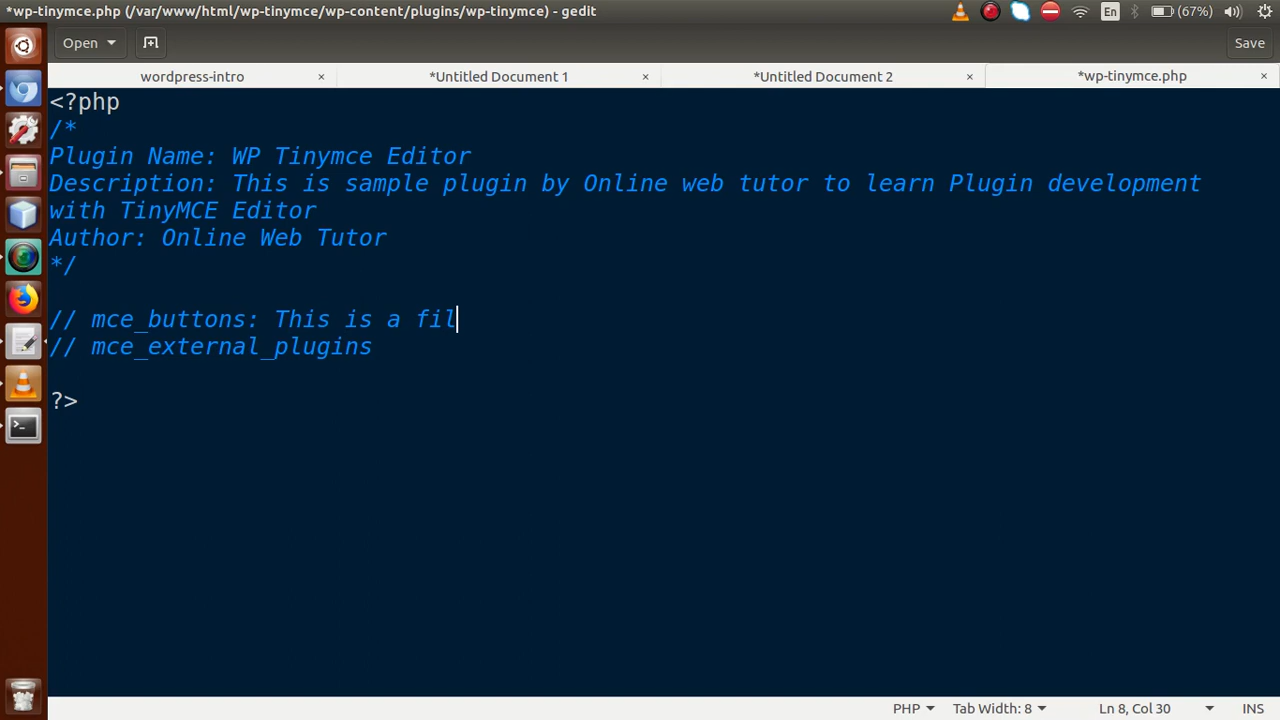 *wp-tinymce.php (/var/www/html/wp-tinymce/wp-content/plugins/wp-tinymce) - gedit
En
(67%)
Open
Save
wordpress-intro ×
*Untitled Document 1 ×
*Untitled Document 2 ×
*wp-tinymce.php ×
<?php
/*
Plugin Name: WP Tinymce Editor
Description: This is sample plugin by Online web tutor to learn Plugin development
with TinyMCE Editor
Author: Online Web Tutor
*/
// mce_buttons: This is a fil
// mce_external_plugins
?>
PHP
Tab Width: 8
Ln 8, Col 30
INS